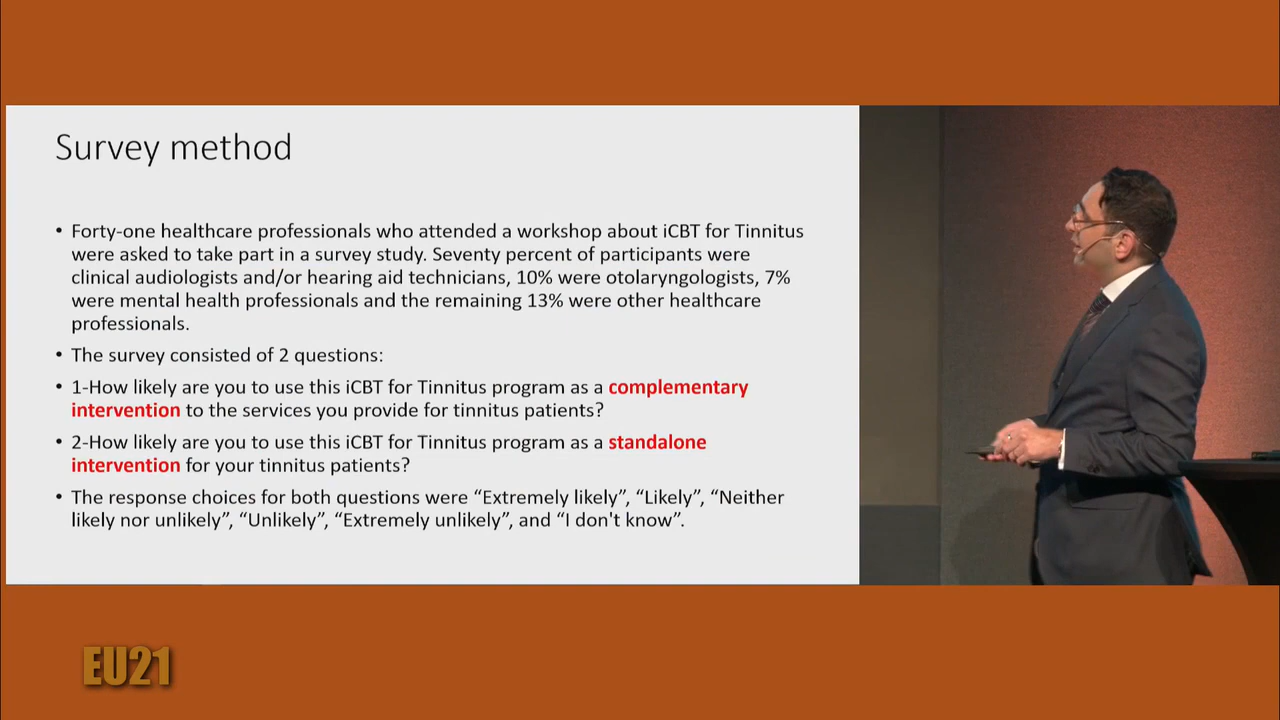 Survey method
• Forty-one healthcare professionals who attended a workshop about iCBT for Tinnitus
were asked to take part in a survey study. Seventy percent of participants were
clinical audiologists and/or hearing aid technicians, 10% were otolaryngologists, 7%
were mental health professionals and the remaining 13% were other healthcare
professionals.
• The survey consisted of 2 questions:
• 1-How likely are you to use this iCBT for Tinnitus program as a complementary
intervention to the services you provide for tinnitus patients?
• 2-How likely are you to use this iCBT for Tinnitus program as a standalone
intervention for your tinnitus patients?
• The response choices for both questions were “Extremely likely”, “Likely”, “Neither
likely nor unlikely”, “Unlikely”, “Extremely unlikely”, and “I don't know”.
EU21